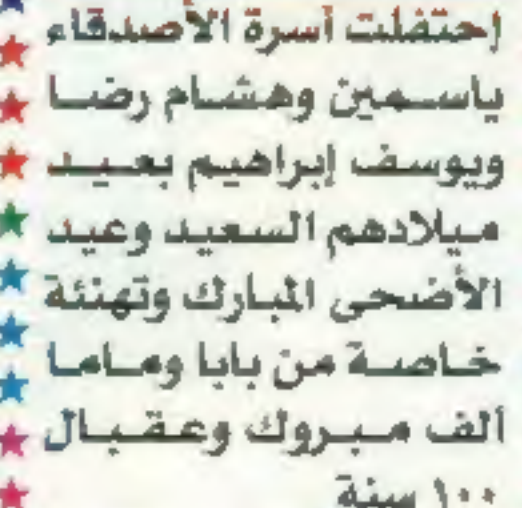 إحتفلت أسرة الأصدقاء
ياسمين وهشام رضا
ويوسف إبراهيم بعيد
ميلادهم السعيد وعيد
الأضحى المبارك وتهنئة
خاصة من بابا وماما
ألف مبروك وعقبال
١٠٠ سنة